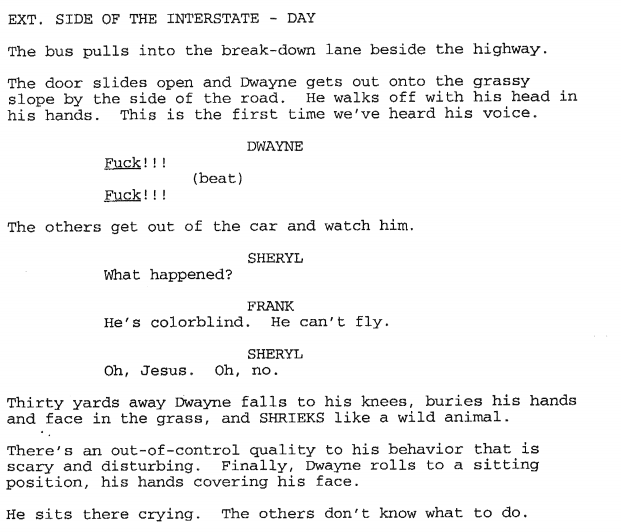 EXT. SIDE OF THE INTERSTATE - DAY
The bus pulls into the break-down lane beside the highway.
The door slides open and Dwayne gets out onto the grassy
slope by the side of the road. He walks off with his head in
his hands. This is the first time we've heard his voice.
DWAYNE
Fuck!!!
(beat)
Fuck!!!
The others get out of the car and watch him.
SHERYL
What happened?
FRANK
He's colorblind. He can't fly.
SHERYL
Oh, Jesus. Oh, no.
Thirty yards away Dwayne falls to his knees, buries his hands
and face in the grass, and SHRIEKS like a wild animal.
There's an out-of-control quality to his behavior that is
scary and disturbing. Finally, Dwayne rolls to a sitting
position, his hands covering his face.
He sits there crying. The others don't know what to do.